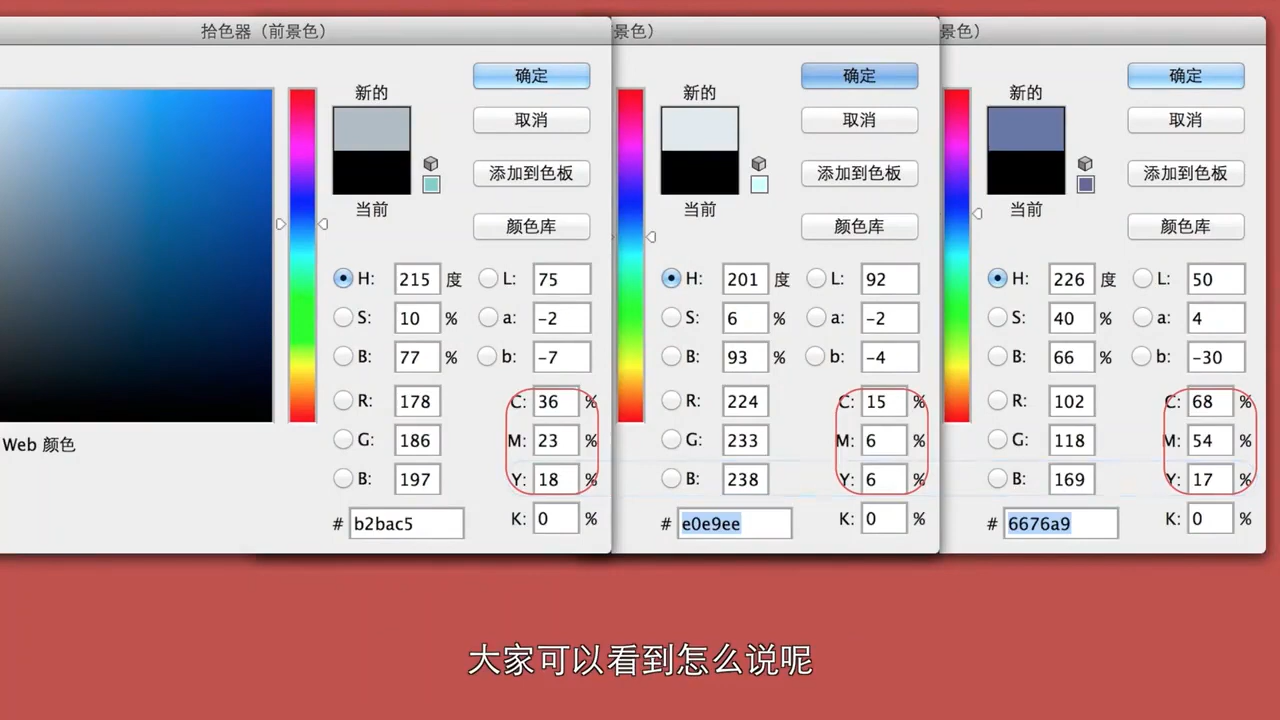 拾色器（前景色）
新的
当前
确定
取消
添加到色板
颜色库
H: 215 度
S: 10 %
B: 77 %
R: 178
G: 186
B: 197
# b2bac5
L: 75
a: -2
b: -7
C: 36 %
M: 23 %
Y: 18 %
K: 0 %
Web 颜色
景色）
新的
当前
确定
取消
添加到色板
颜色库
H: 201 度
S: 6 %
B: 93 %
R: 224
G: 233
B: 238
# e0e9ee
L: 92
a: -2
b: -4
C: 15 %
M: 6 %
Y: 6 %
K: 0 %
景色）
新的
当前
确定
取消
添加到色板
颜色库
H: 226 度
S: 40 %
B: 66 %
R: 102
G: 118
B: 169
# 6676a9
L: 50
a: 4
b: -30
C: 68 %
M: 54 %
Y: 17 %
K: 0 %
大家可以看到怎么说呢